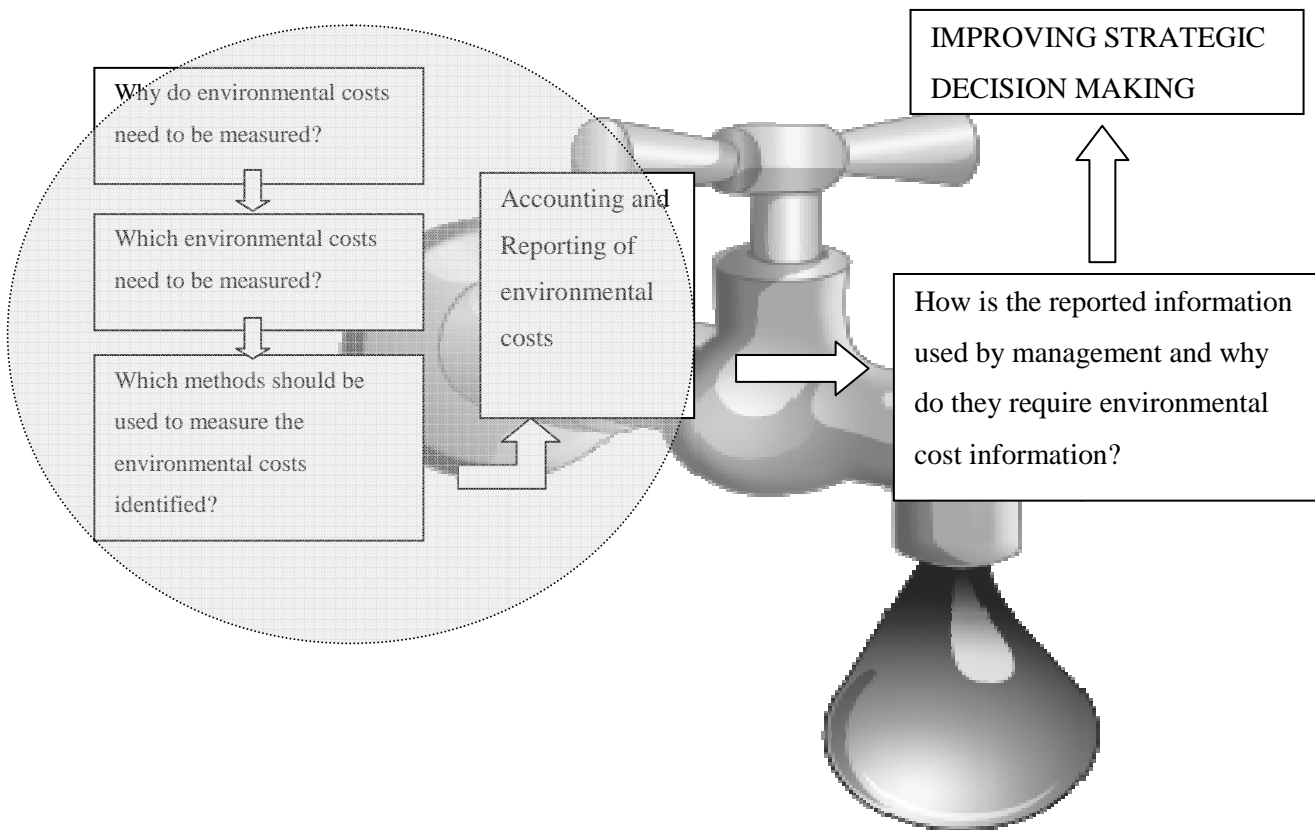 Why do environmental costs
need to be measured?
Which environmental costs
need to be measured?
Which methods should be
used to measure the
environmental costs
identified?
Accounting and
Reporting of
environmental
costs
How is the reported information
used by management and why
do they require environmental
cost information?
IMPROVING STRATEGIC
DECISION MAKING